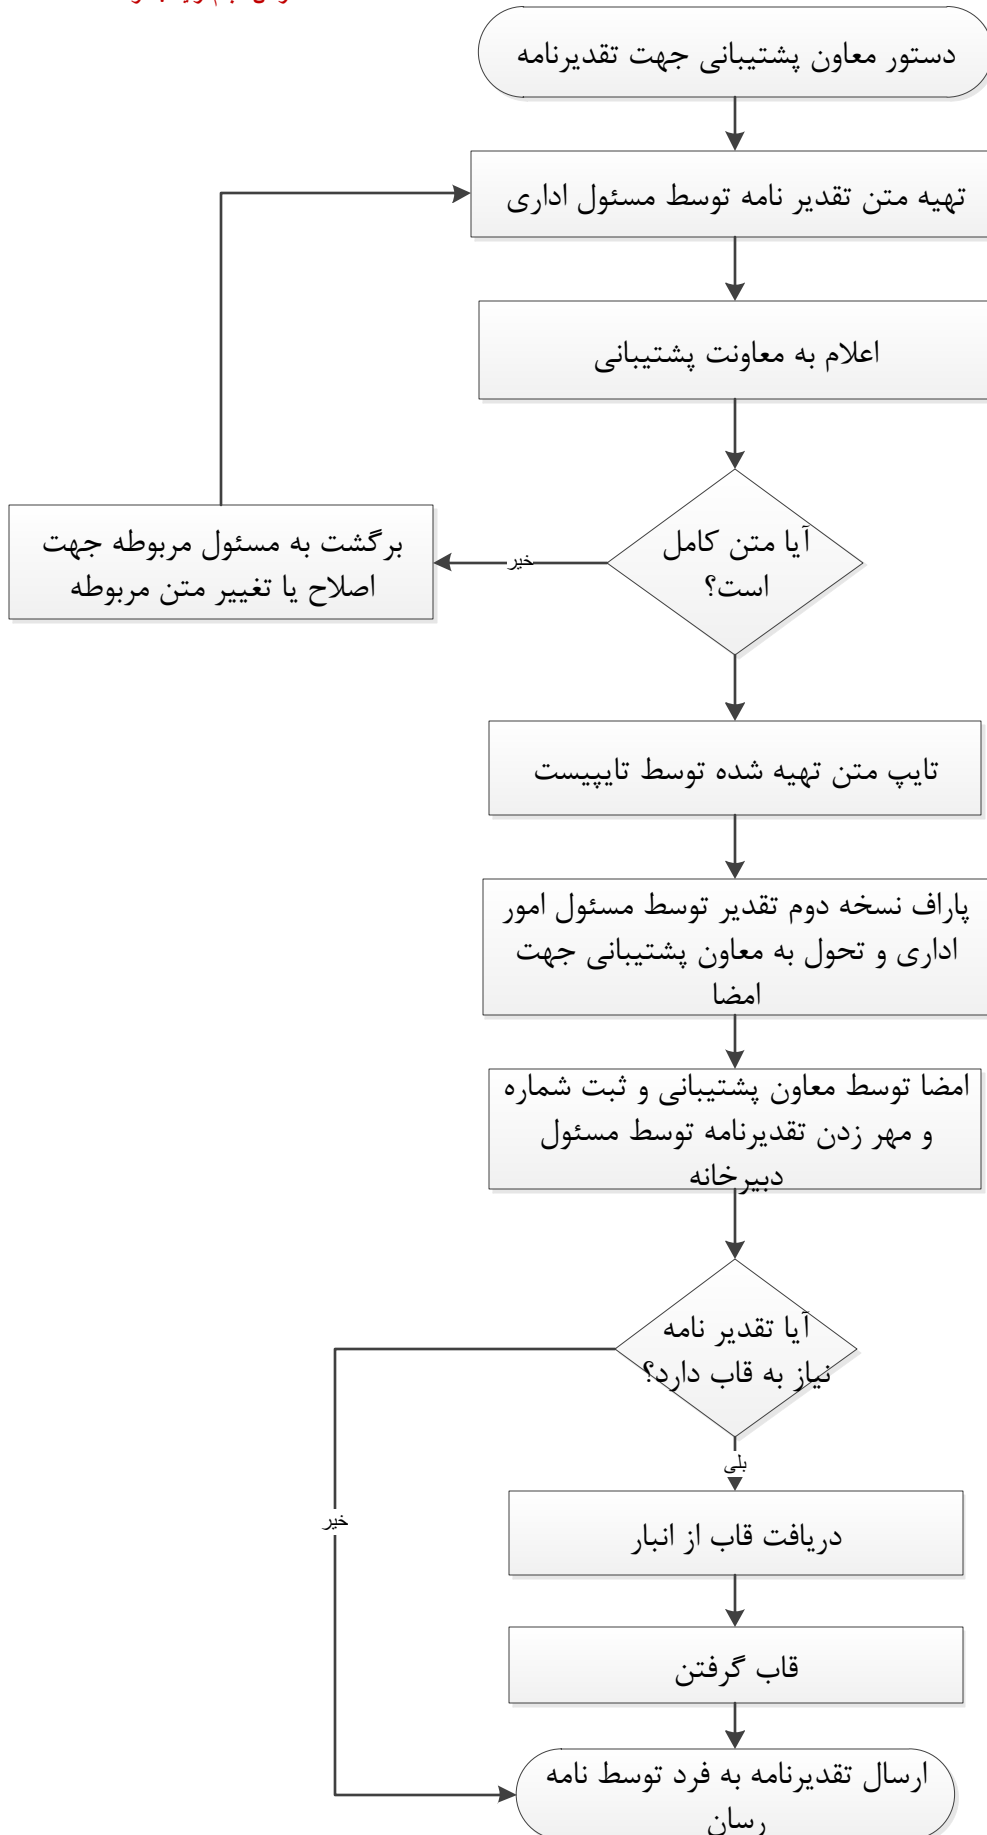 دستور معاون پشتیبانی جهت تقدیرنامه
تهیه متن تقدیر نامه توسط مسئول اداری
اعلام به معاونت پشتیبانی
آیا متن کامل
است؟
خیر
برگشت به مسئول مربوطه جهت
اصلاح یا تغییر متن مربوطه
تایپ متن تهیه شده توسط تایپیست
پاراف نسخه دوم تقدیر توسط مسئول امور
اداری و تحول به معاون پشتیبانی جهت
امضا
امضا توسط معاون پشتیبانی و ثبت شماره
و مهر زدن تقدیرنامه توسط مسئول
دبیرخانه
آیا تقدیر نامه
نیاز به قاب دارد؟
بلی
خیر
دریافت قاب از انبار
قاب گرفتن
ارسال تقدیرنامه به فرد توسط نامه
رسان